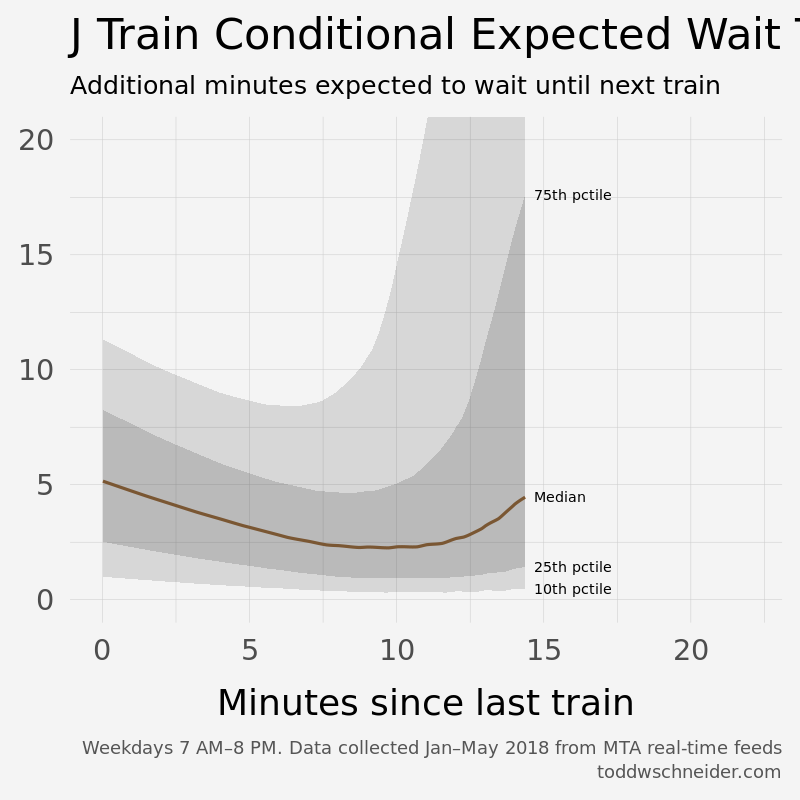 J Train Conditional Expected Wait
Additional minutes expected to wait until next train
20
75th pctile
15
10
5
Median
25th pctile
10th pctile
0
0 5 10 15 20
Minutes since last train
Weekdays 7 AM–8 PM. Data collected Jan–May 2018 from MTA real-time feeds
toddwschneider.com